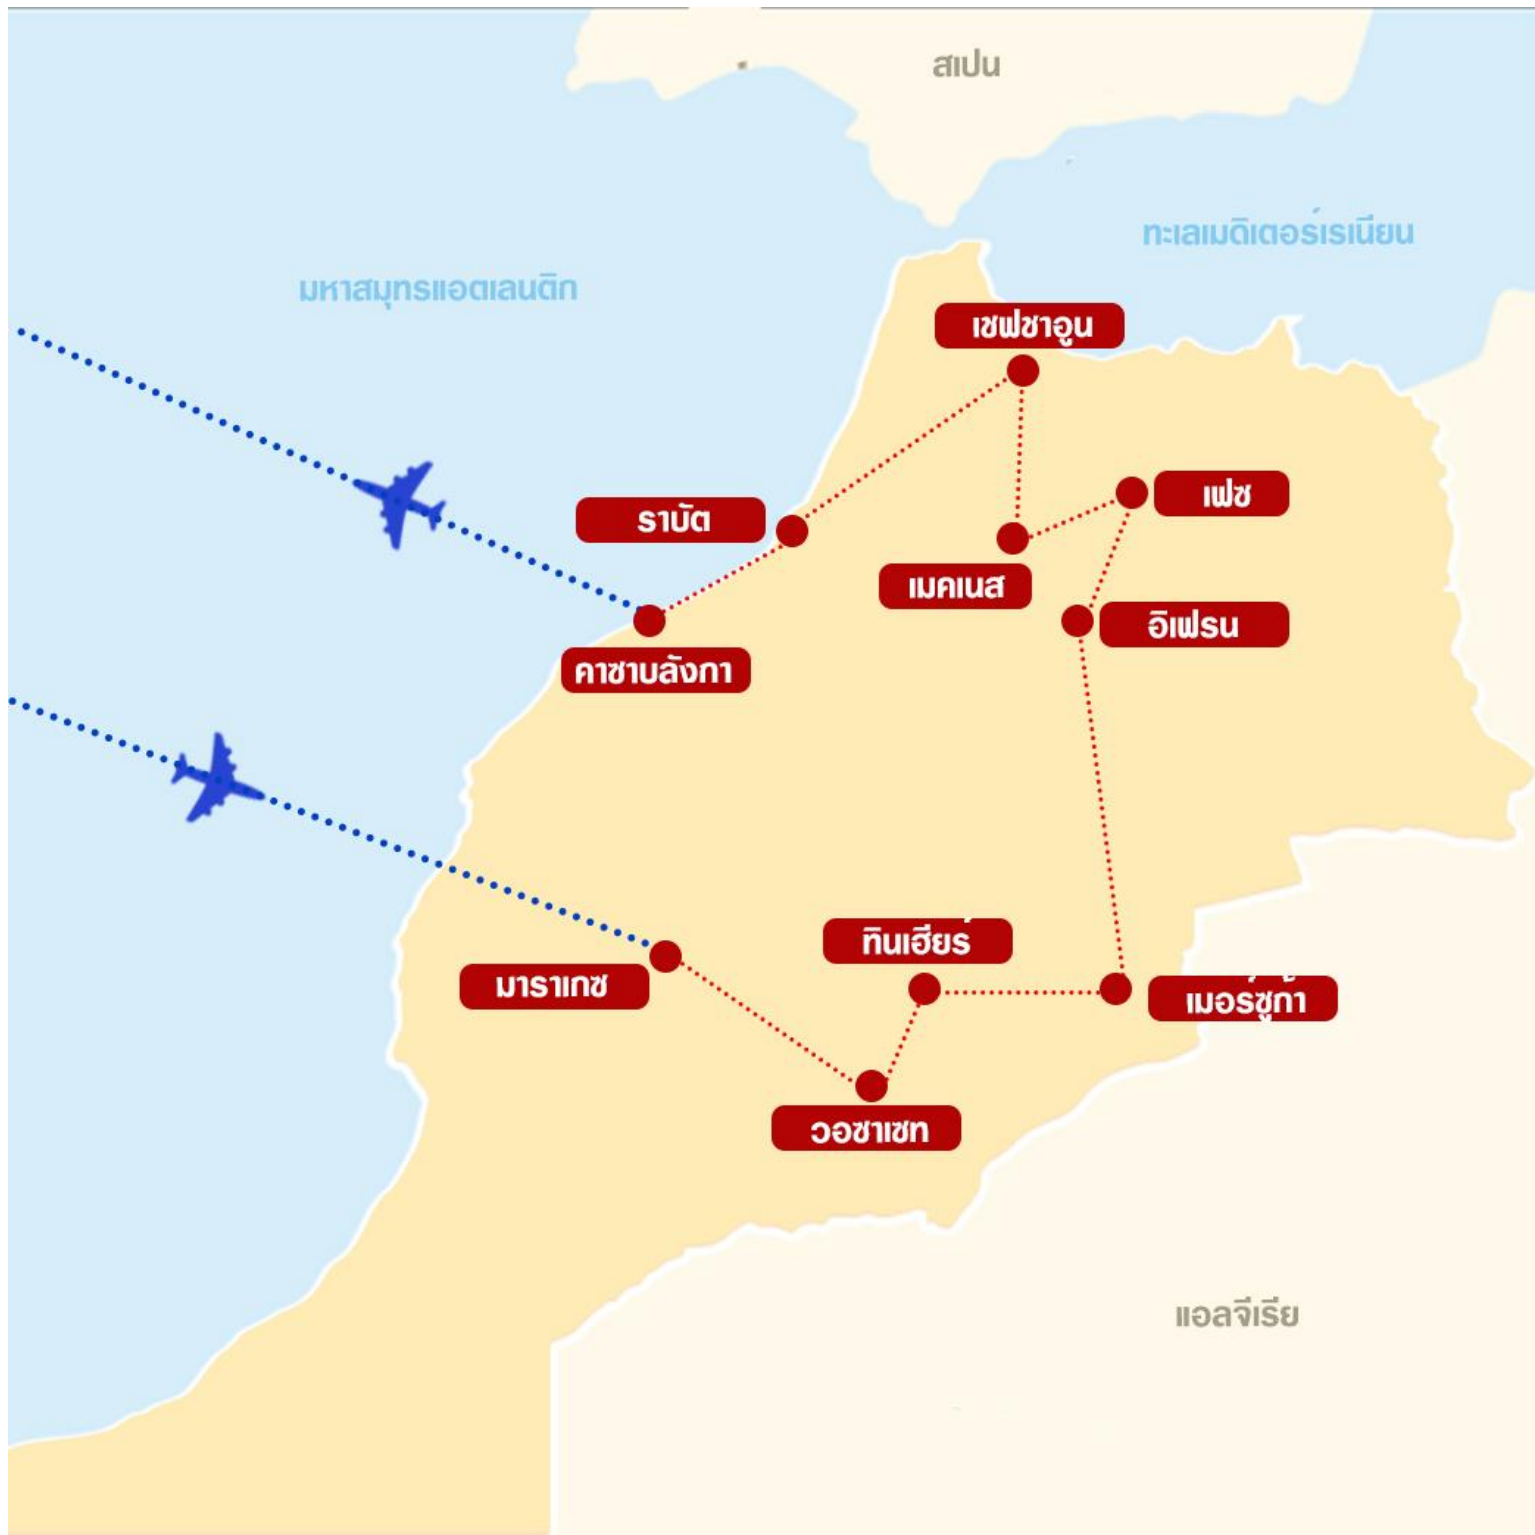 สเปน
ทะเลเมดิเตอร์เรเนียน
มหาสมุทรแอตเลนติก
เชฟชาอูน
เฟซ
ราบัต
เมคเนส
อิเฟรน
คาซาบลังกา
ทินเฮียร์
มาราเกซ
เมอร์ซูก้า
วอซาเซท
แอลจีเรีย